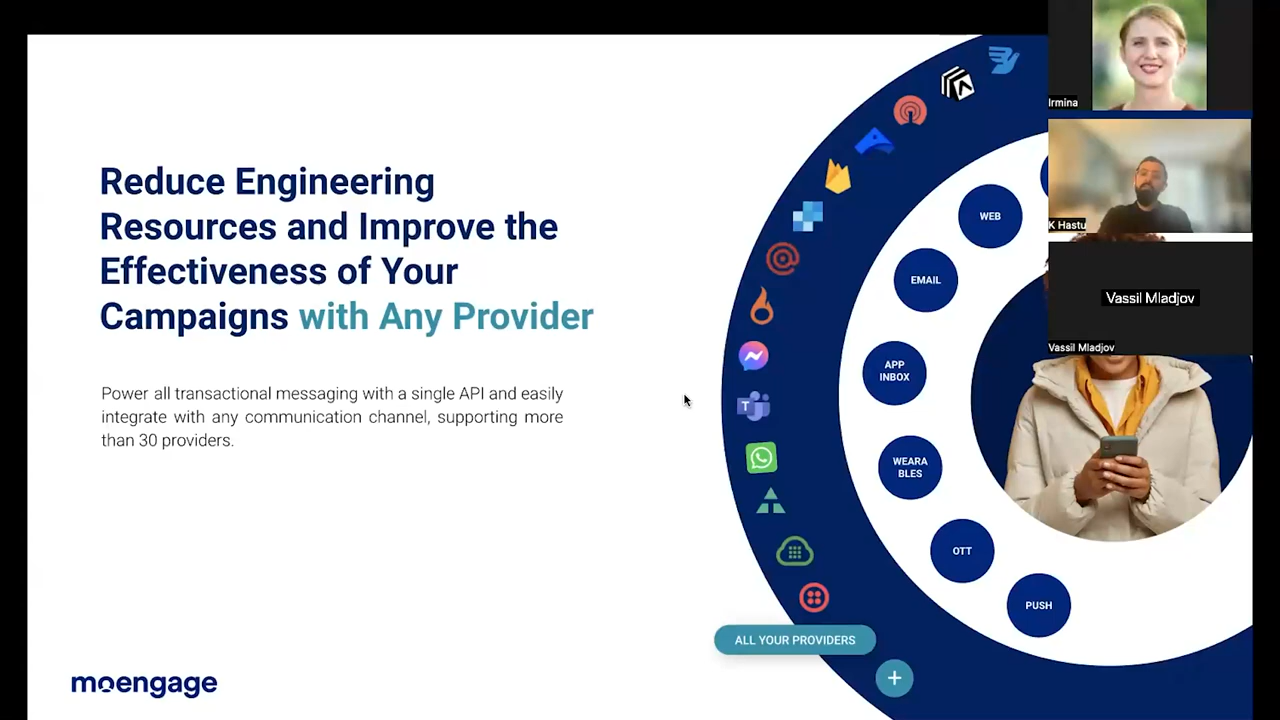 Reduce Engineering
Resources and Improve the
Effectiveness of Your
Campaigns with Any Provider
Power all transactional messaging with a single API and easily
integrate with any communication channel, supporting more
than 30 providers.
moengage
WEB
EMAIL
APP
INBOX
WEARA
BLES
OTT
PUSH
ALL YOUR PROVIDERS
+
Irmina
K Hastu
Vassil Mladjov
Vassil Mladjov